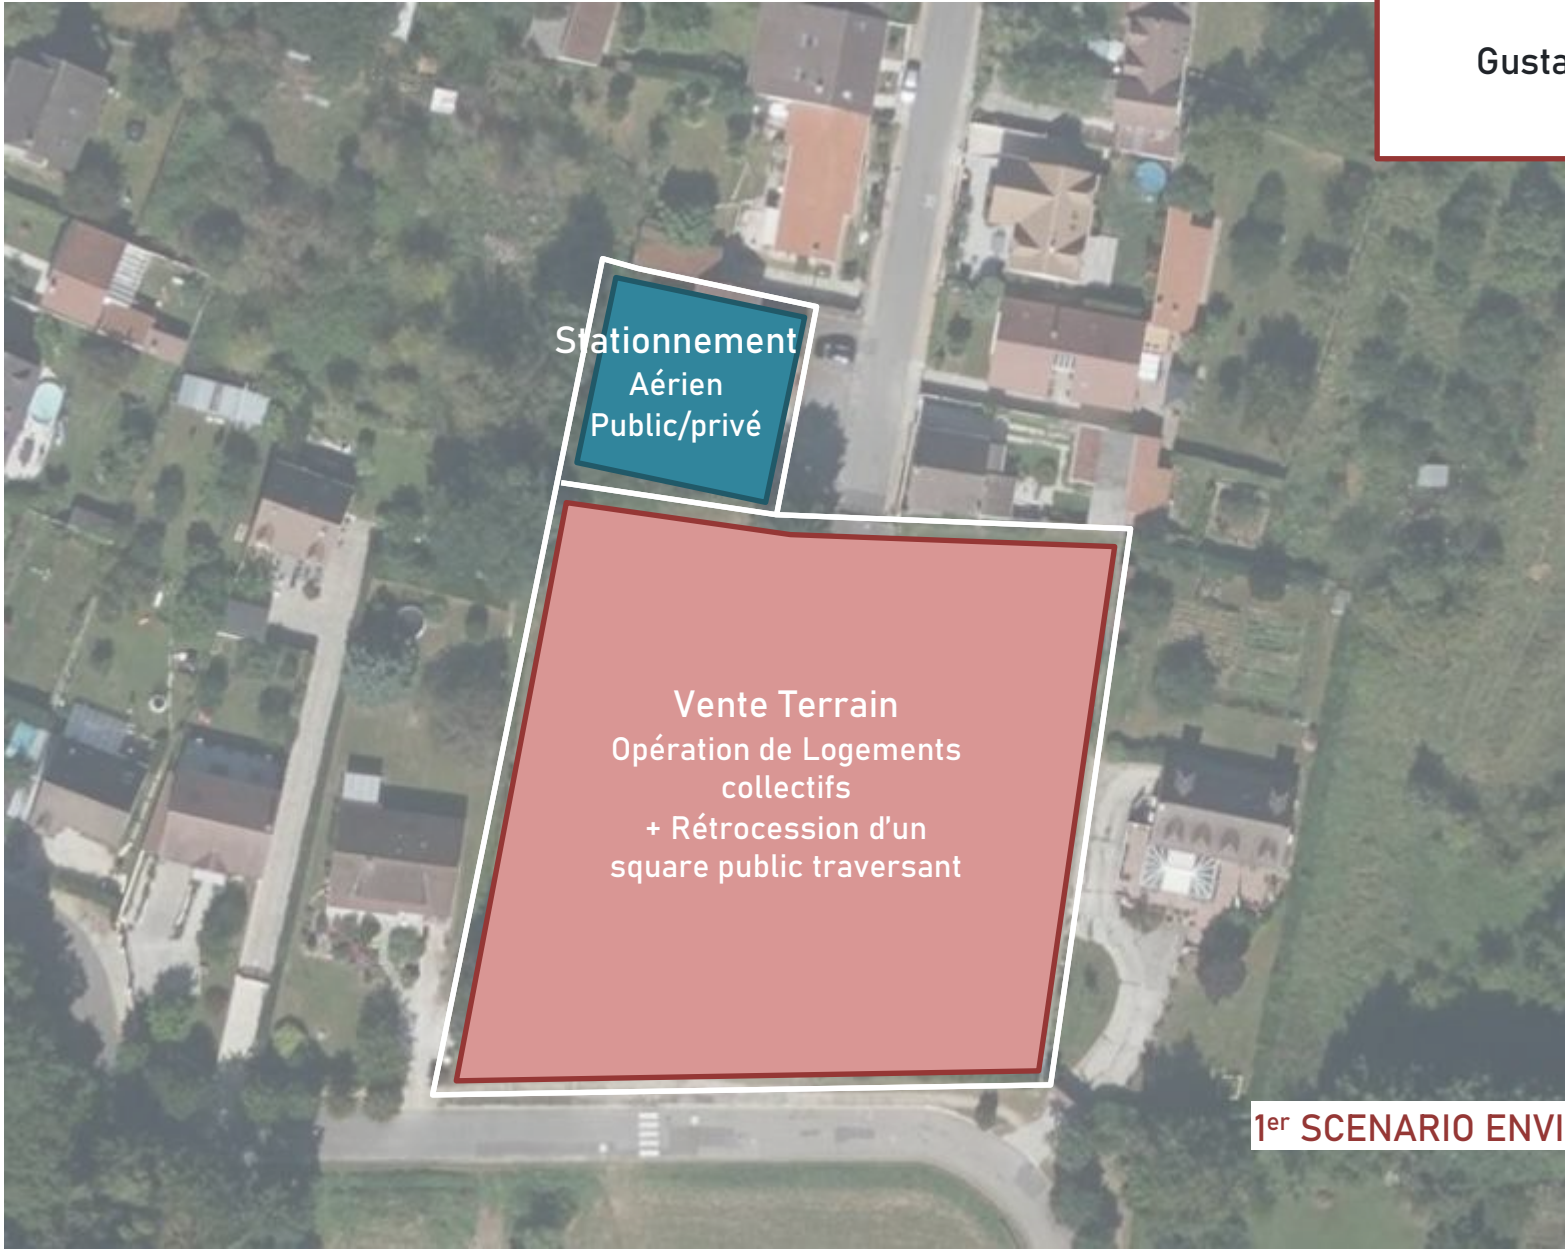 Gusta
Stationnement
Aérien
Public/privé
Vente Terrain
Opération de Logements
collectifs
+ Rétrocession d'un
square public traversant
1er SCENARIO ENVI